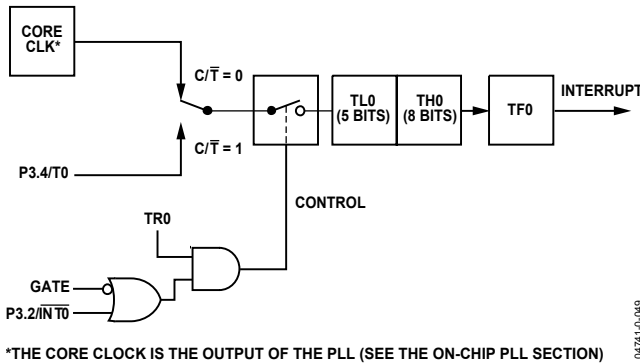 CORE
CLK*
C/T̅ = 0
C/T̅ = 1
P3.4/T0
TL0
(5 BITS)
TH0
(8 BITS)
TF0
INTERRUPT
CONTROL
TR0
GATE
P3.2/I̅N̅T̅0̅
*THE CORE CLOCK IS THE OUTPUT OF THE PLL (SEE THE ON-CHIP PLL SECTION)
04741-0-049